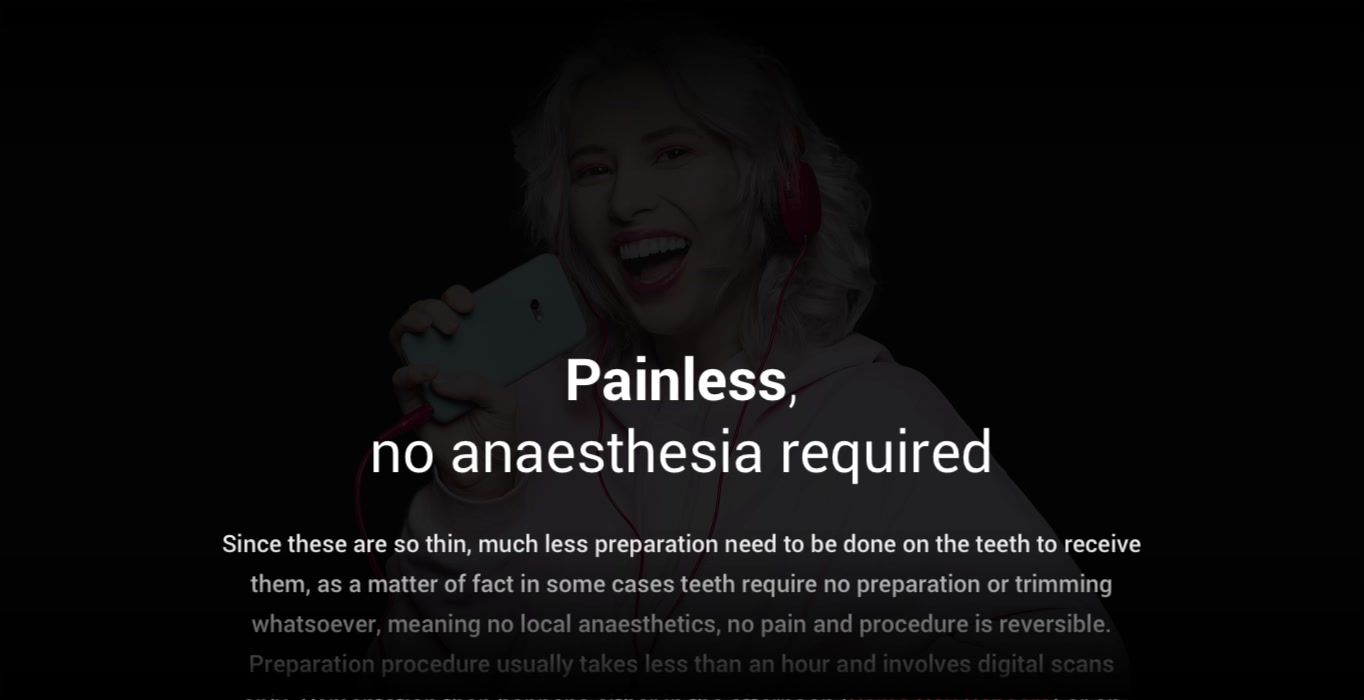 Painless,
no anaesthesia required
Since these are so thin, much less preparation need to be done on the teeth to receive
them, as a matter of fact in some cases teeth require no preparation or trimming
whatsoever, meaning no local anaesthetics, no pain and procedure is reversible.
Preparation procedure usually takes less than an hour and involves digital scans